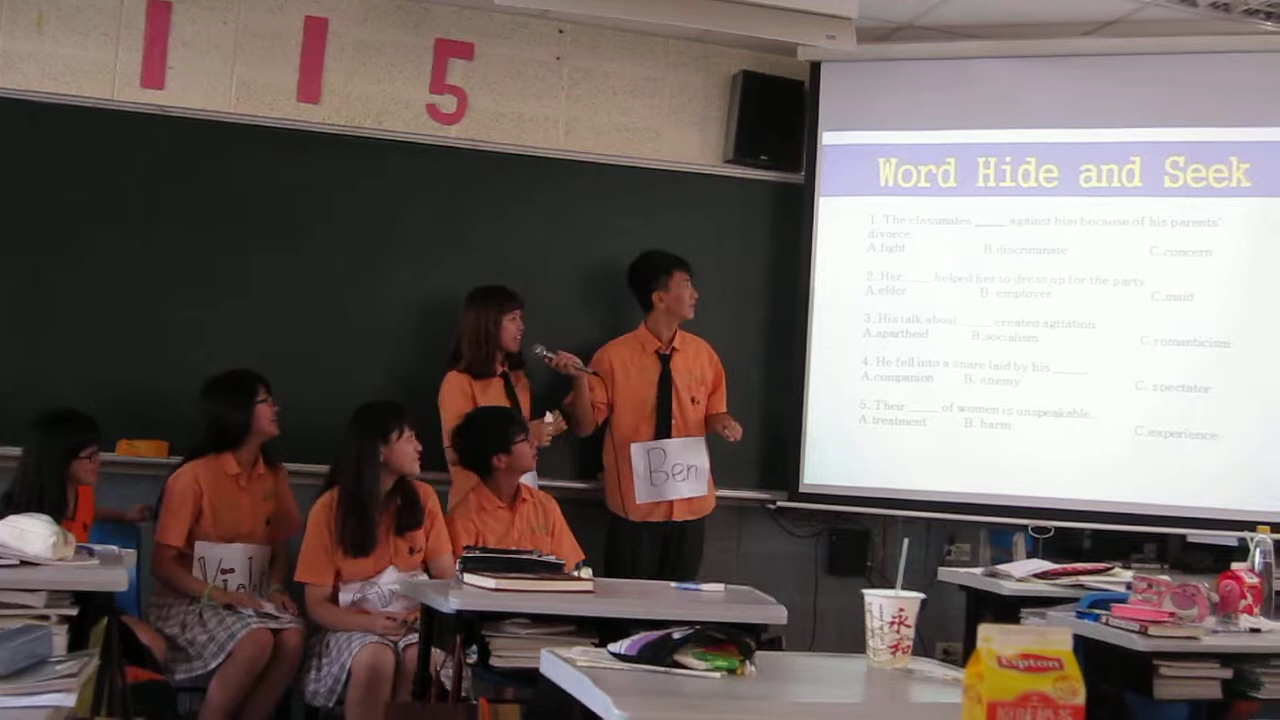 1 1 5
Word Hide and Seek
1. The classmates _____ against him because of his parents'
divorce.
A.fight B. discriminate C.concern
2. Her _____ helped her to dress up for the party
A.elder B. employee C. maid
3. His talk about _____ created agitation.
A.apartheid B.socialism C.romanticism
4. He fell into a snare laid by his _____
A.companion B. enemy C. spectator
5. Their _____ of women is unspeakable.
A.treatment B. harm C.experience
Ben
永和
Lipton